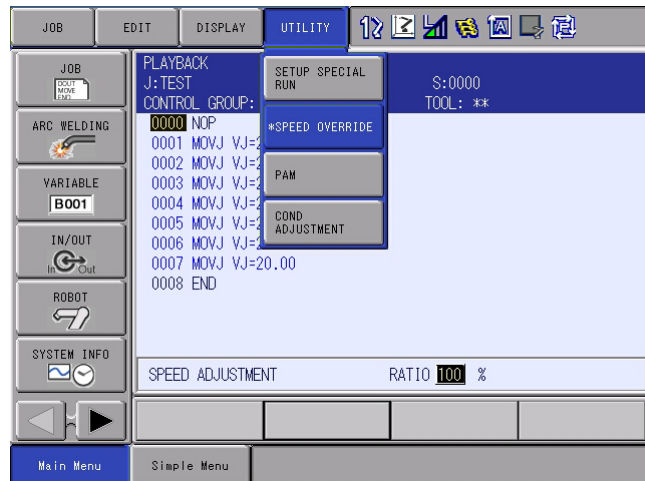 JOB
EDIT
DISPLAY
UTILITY
JOB
DOUT
MOVE
END
ARC WELDING
VARIABLE
B001
IN/OUT
In Out
ROBOT
SYSTEM INFO
PLAYBACK
J:TEST
S:0000
CONTROL GROUP:
TOOL: **
0000 NOP
0001 MOVJ VJ=2
0002 MOVJ VJ=2
0003 MOVJ VJ=2
0004 MOVJ VJ=2
0005 MOVJ VJ=2
0006 MOVJ VJ=2
0007 MOVJ VJ=20.00
0008 END
SETUP SPECIAL
RUN
*SPEED OVERRIDE
PAM
COND
ADJUSTMENT
SPEED ADJUSTMENT RATIO 100 %
Main Menu
Simple Menu